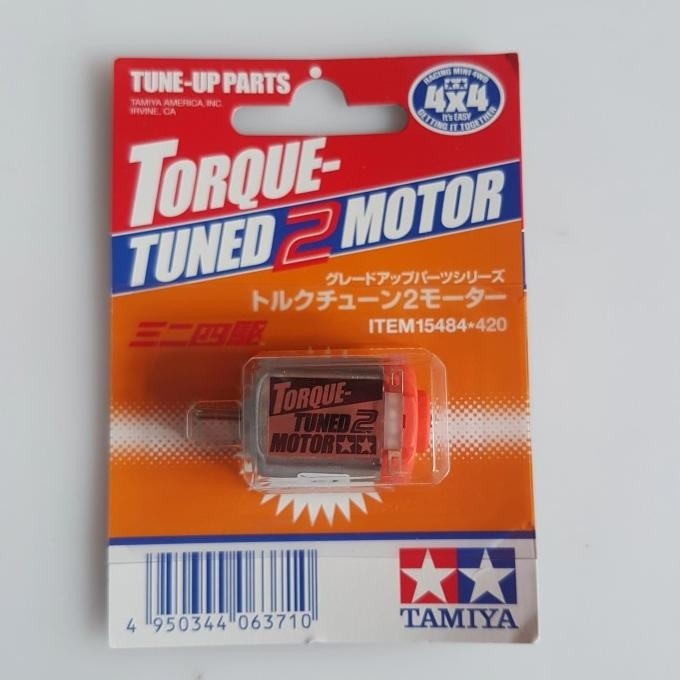 TUNE-UP PARTS
TAMIYA AMERICA, INC.
IRVINE, CA
RACING MINI 4WD
4x4
It's EASY
GETTING IT TOGETHER
TORQUE-
TUNED 2 MOTOR
グレードアップパーツシリーズ
トルクチューン2モーター
ミニ四駆
ITEM15484*420
TORQUE-
TUNED 2
MOTOR
4 950344 063710
TAMIYA